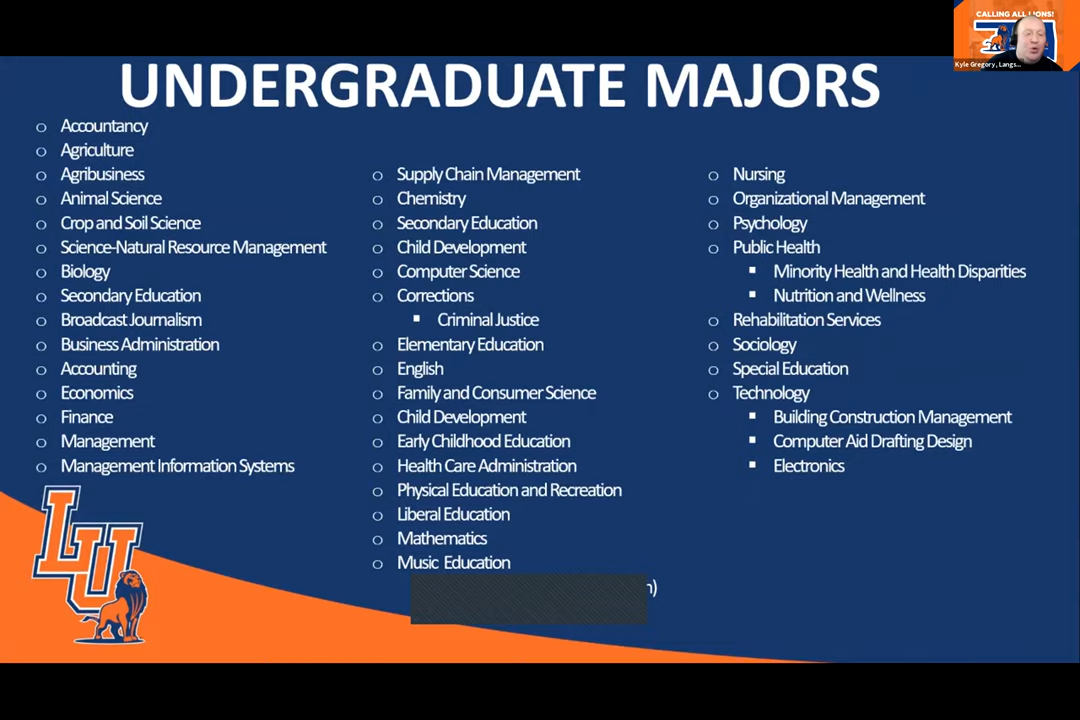 CALLING ALL LIONS!
Kyle Gregory, Langs...
UNDERGRADUATE MAJORS
Accountancy
Agriculture
Agribusiness
Animal Science
Crop and Soil Science
Science-Natural Resource Management
Biology
Secondary Education
Broadcast Journalism
Business Administration
Accounting
Economics
Finance
Management
Management Information Systems
Supply Chain Management
Chemistry
Secondary Education
Child Development
Computer Science
Corrections
Criminal Justice
Elementary Education
English
Family and Consumer Science
Child Development
Early Childhood Education
Health Care Administration
Physical Education and Recreation
Liberal Education
Mathematics
Music Education
Nursing
Organizational Management
Psychology
Public Health
Minority Health and Health Disparities
Nutrition and Wellness
Rehabilitation Services
Sociology
Special Education
Technology
Building Construction Management
Computer Aid Drafting Design
Electronics
LU